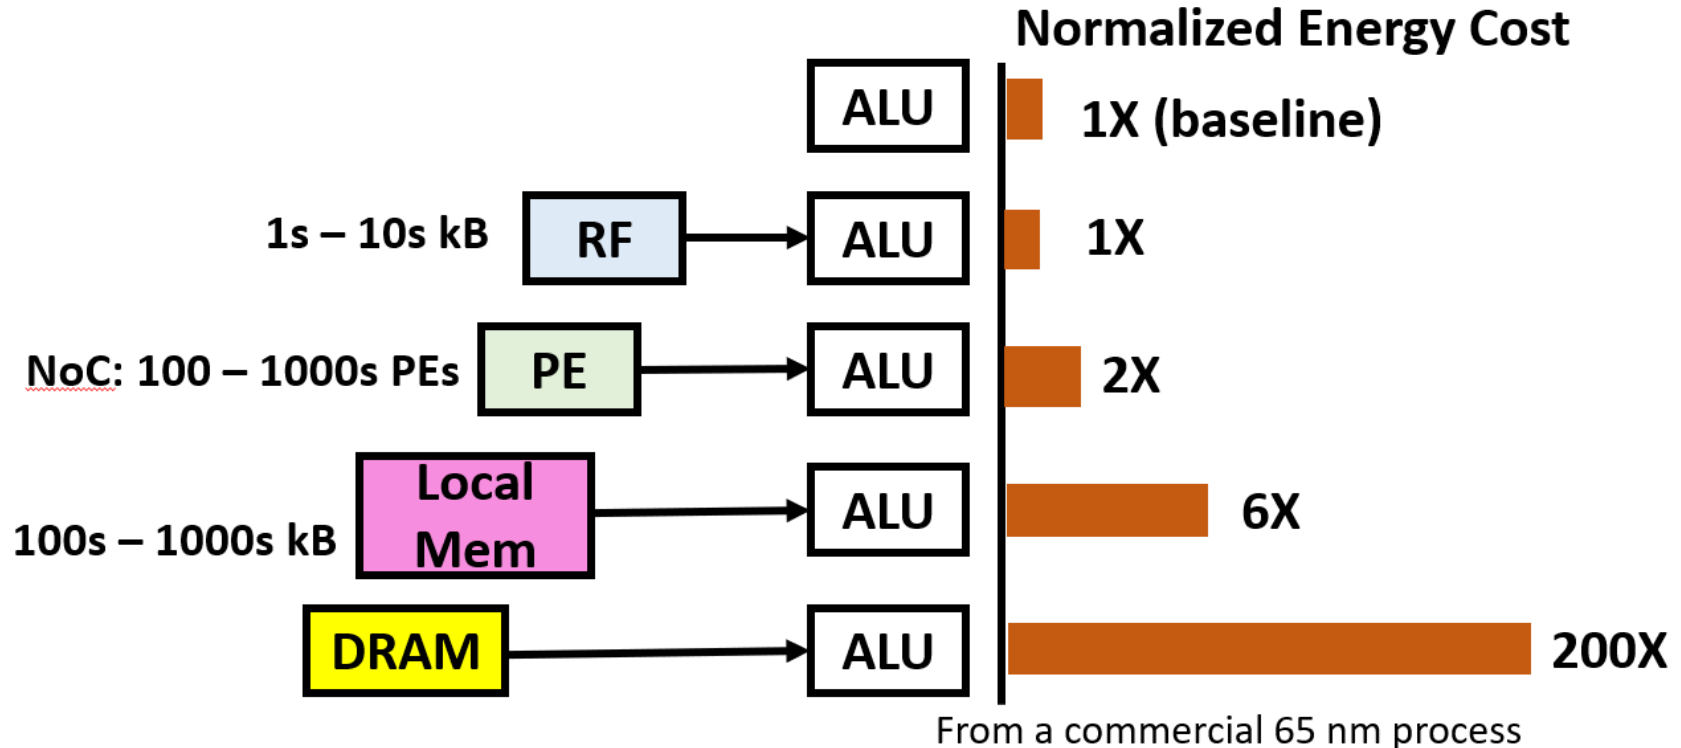 Normalized Energy Cost
ALU
1X (baseline)
1s – 10s kB
RF
ALU
1X
NoC: 100 – 1000s PEs
PE
ALU
2X
100s – 1000s kB
Local
Mem
ALU
6X
DRAM
ALU
200X
From a commercial 65 nm process